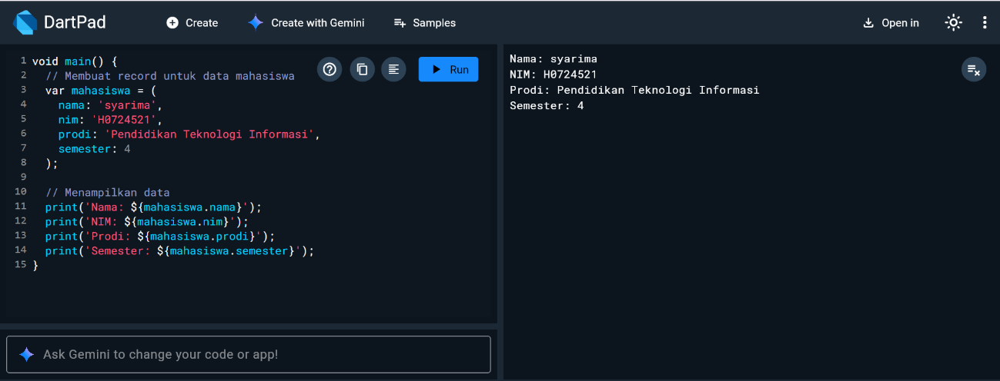 DartPad
Create
Create with Gemini
Samples
Open in
1 void main() {
2   // Membuat record untuk data mahasiswa
3   var mahasiswa = (
4     nama: 'syarima',
5     nim: 'H0724521',
6     prodi: 'Pendidikan Teknologi Informasi',
7     semester: 4
8   );
9
10   // Menampilkan data
11   print('Nama: ${mahasiswa.nama}');
12   print('NIM: ${mahasiswa.nim}');
13   print('Prodi: ${mahasiswa.prodi}');
14   print('Semester: ${mahasiswa.semester}');
15 }
Run
Ask Gemini to change your code or app!
Nama: syarima
NIM: H0724521
Prodi: Pendidikan Teknologi Informasi
Semester: 4